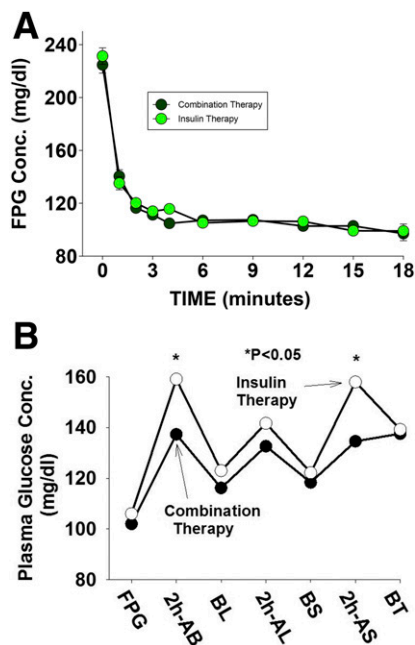 A
FPG Conc. (mg/dl)
240
200
160
120
80
Combination Therapy
Insulin Therapy
0 3 6 9 12 15 18
TIME (minutes)
B
Plasma Glucose Conc.
(mg/dl)
160
140
120
100
80
* *P<0.05 *
Insulin
Therapy
Combination
Therapy
FPG 2h-AB BL 2h-AL BS 2h-AS BT